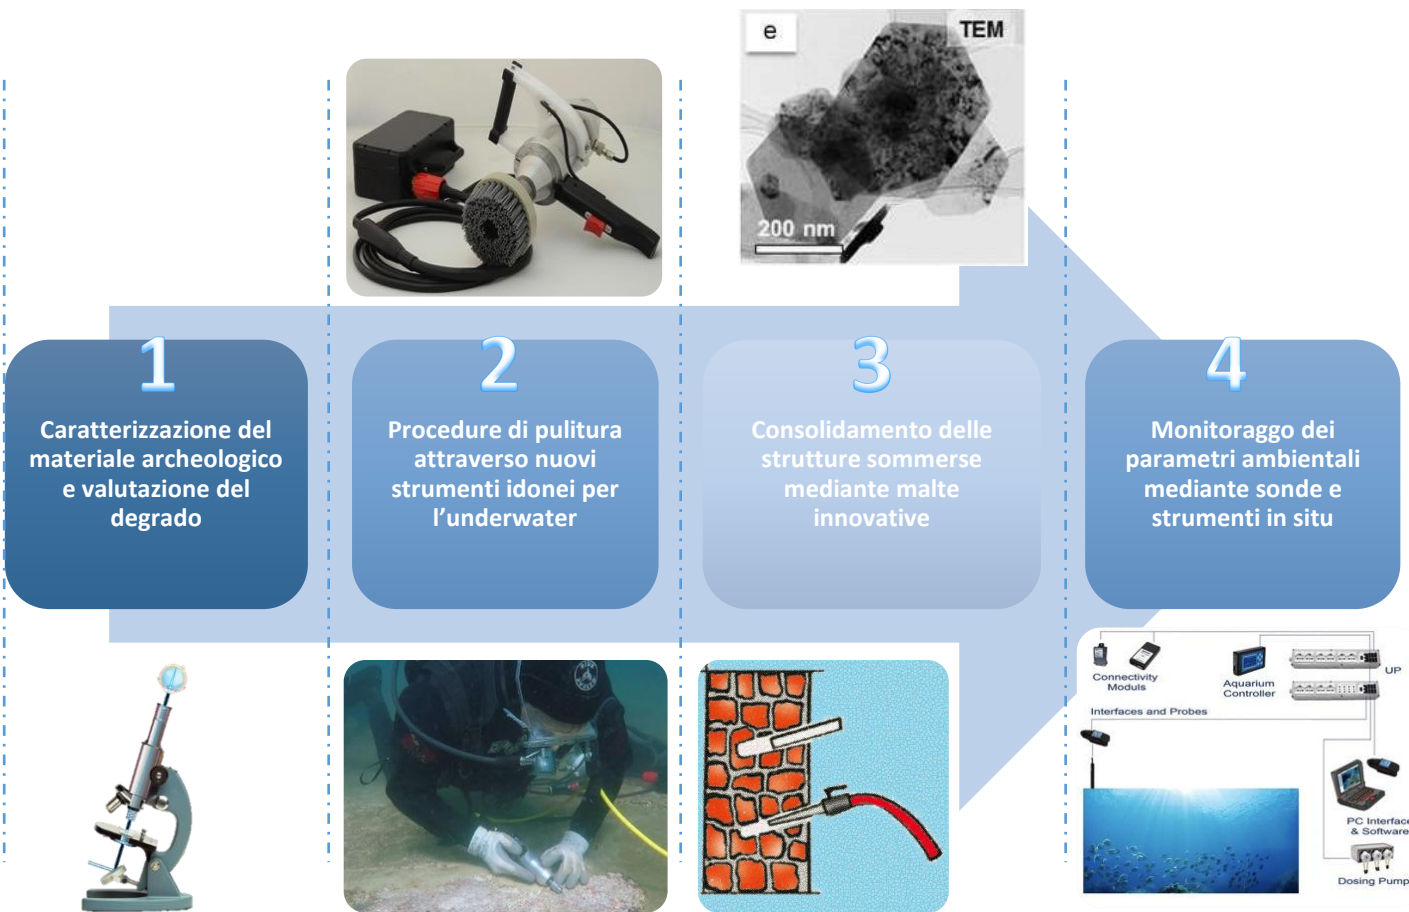 e
TEM
200 nm
1
Caratterizzazione del
materiale archeologico
e valutazione del
degrado
2
Procedure di pulitura
attraverso nuovi
strumenti idonei per
l'underwater
3
Consolidamento delle
strutture sommerse
mediante malte
innovative
4
Monitoraggo dei
parametri ambientali
mediante sonde e
strumenti in situ
Connectivity
Moduls
Aquarium
Controller
UP
Interfaces and Probes
PC Interface
& Software
Dosing Pump